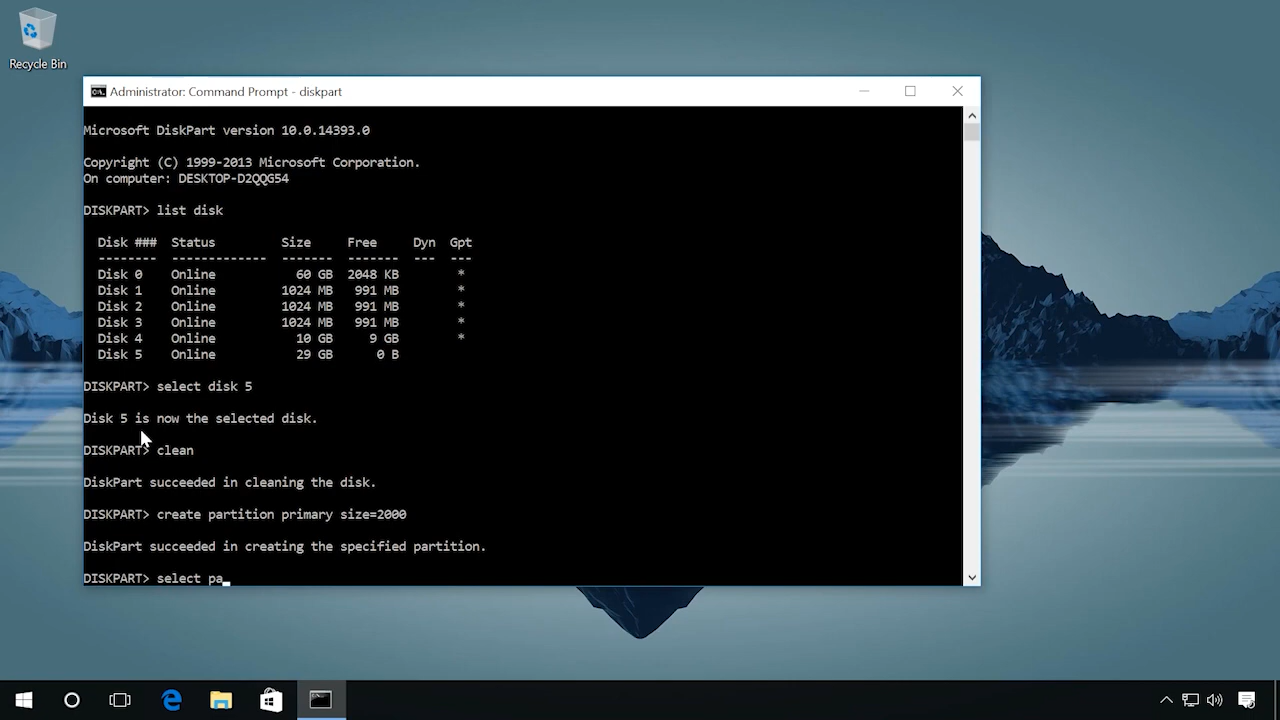 Recycle Bin
Administrator: Command Prompt - diskpart
Microsoft DiskPart version 10.0.14393.0
Copyright (C) 1999-2013 Microsoft Corporation.
On computer: DESKTOP-D2QQG54
DISKPART> list disk
Disk ###  Status         Size     Free     Dyn  Gpt
--------  -------------  -------  -------  ---  ---
Disk 0    Online           60 GB  2048 KB        *
Disk 1    Online         1024 MB   991 MB        *
Disk 2    Online         1024 MB   991 MB        *
Disk 3    Online         1024 MB   991 MB        *
Disk 4    Online           10 GB     9 GB        *
Disk 5    Online           29 GB      0 B
DISKPART> select disk 5
Disk 5 is now the selected disk.
DISKPART> clean
DiskPart succeeded in cleaning the disk.
DISKPART> create partition primary size=2000
DiskPart succeeded in creating the specified partition.
DISKPART> select pa_